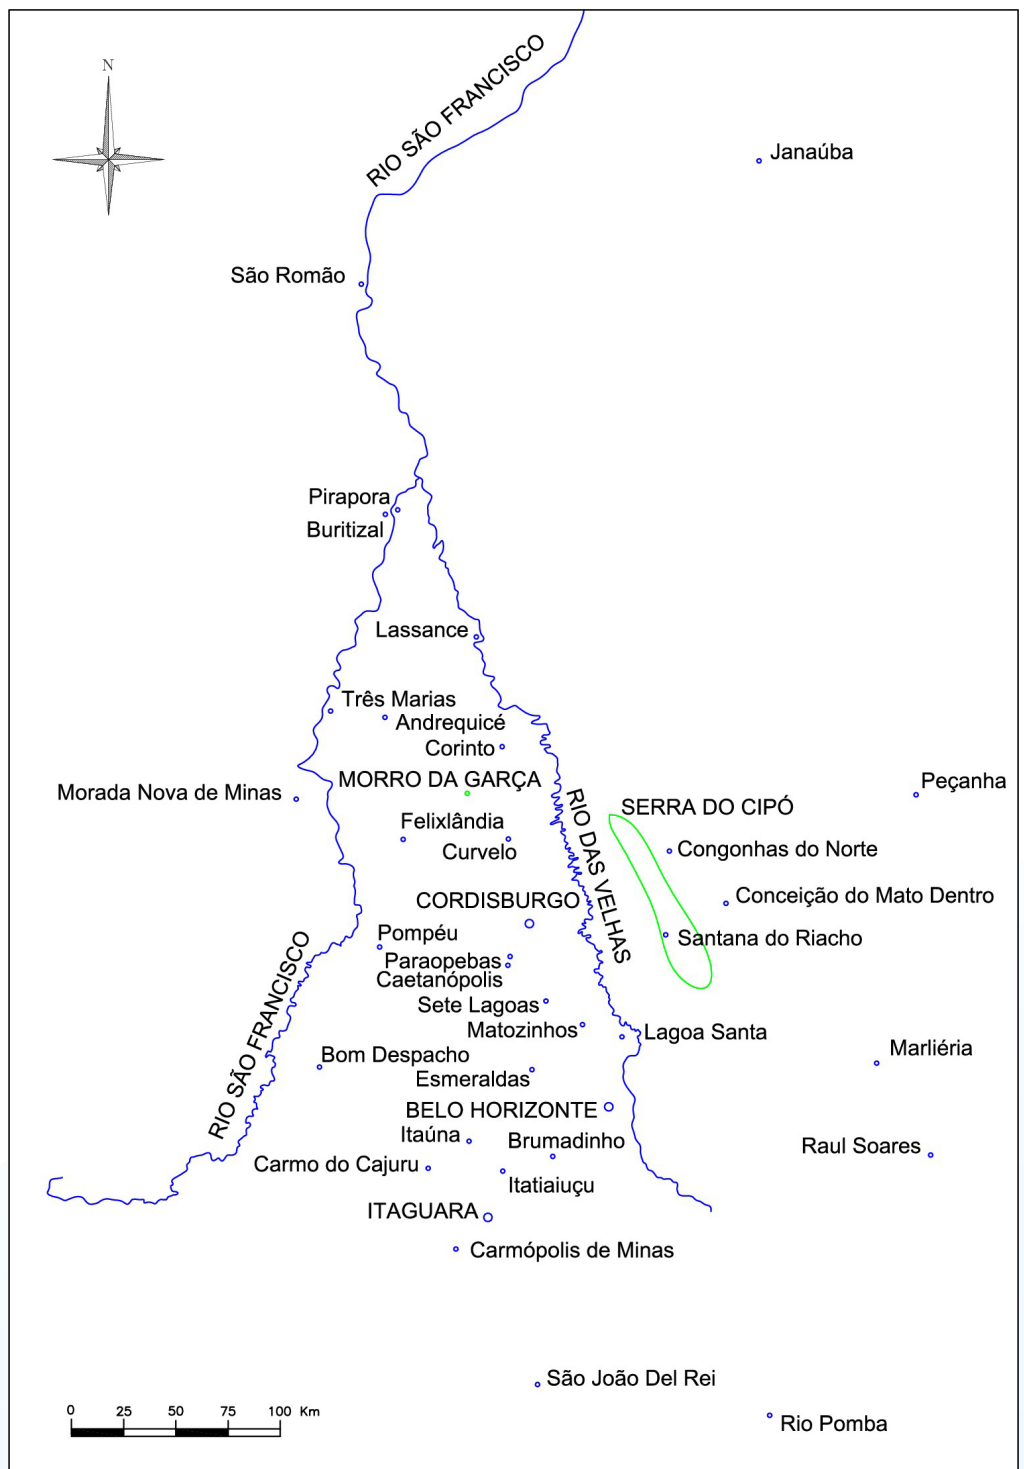 RIO SÃO FRANCISCO
N
Janaúba
São Romão
Pirapora
Buritizal
Lassance
Três Marias
Andrequicé
Corinto
MORRO DA GARÇA
Morada Nova de Minas
Peçanha
RIO DAS VELHAS
SERRA DO CIPÓ
Felixlândia
Curvelo
Congonhas do Norte
CORDISBURGO
Conceição do Mato Dentro
Pompéu
Santana do Riacho
RIO SÃO FRANCISCO
Paraopebas
Caetanópolis
Sete Lagoas
Matozinhos
Lagoa Santa
Bom Despacho
Marliéria
Esmeraldas
BELO HORIZONTE
Itaúna
Brumadinho
Raul Soares
Carmo do Cajuru
Itatiaiuçu
ITAGUARA
Carmópolis de Minas
São João Del Rei
0 25 50 75 100 Km
Rio Pomba